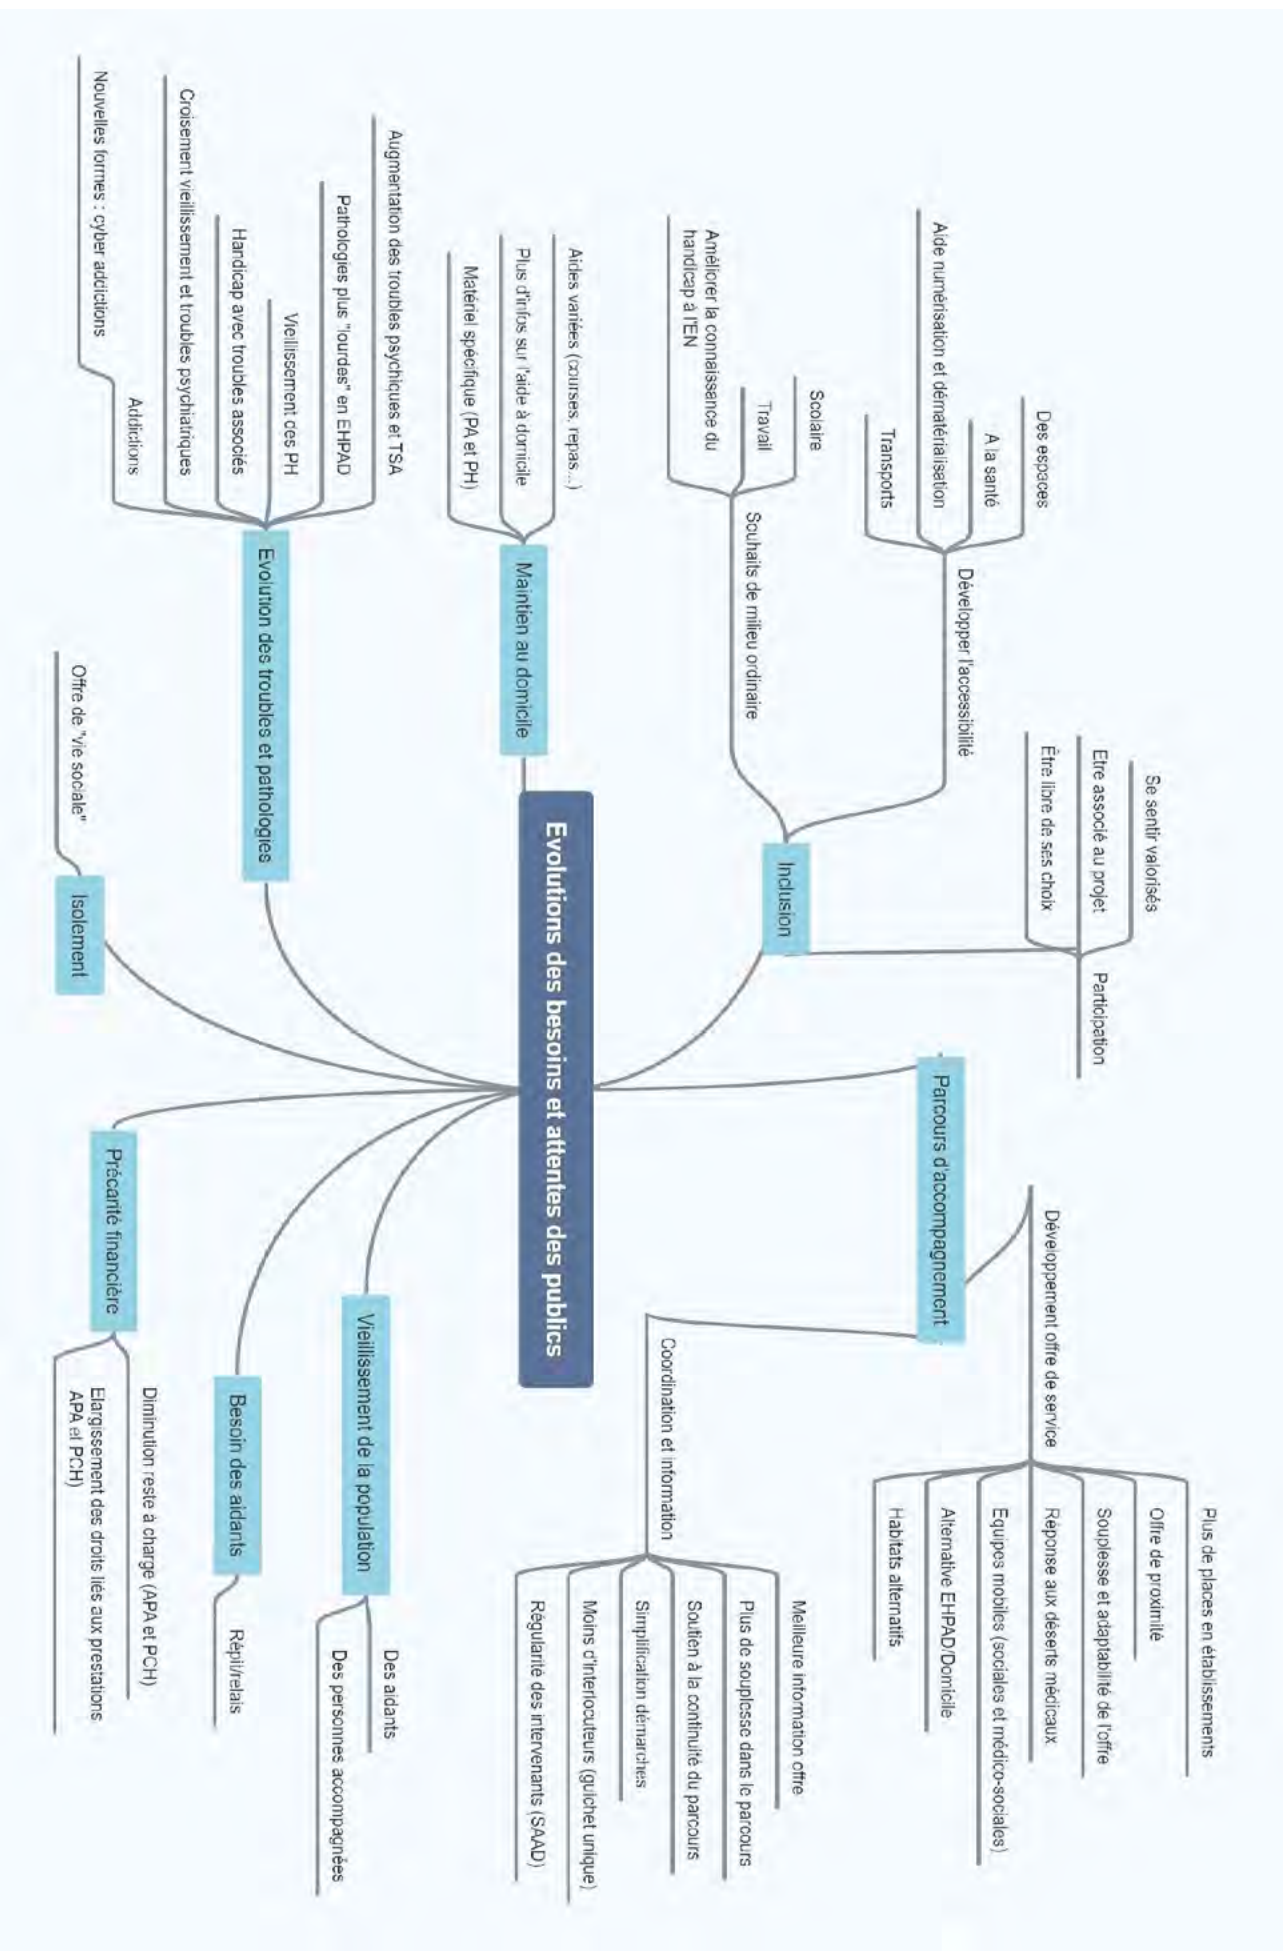 Evolutions des besoins et attentes des publics
Inclusion
Développer l'accessibilité
Des espaces
A la santé
Aide numérisation et dématérialisation
Transports
Souhaits de milieu ordinaire
Scolaire
Travail
Améliorer la connaissance du
handicap à l'EN
Participation
Se sentir valorisés
Etre associé au projet
Être libre de ses choix
Maintien au domicile
Aides variées (courses, repas...)
Plus d'infos sur l'aide à domicile
Matériel spécifique (PA et PH)
Evolution des troubles et pathologies
Augmentation des troubles psychiques et TSA
Pathologies plus "lourdes" en EHPAD
Vieillissement des PH
Handicap avec troubles associés
Croisement vieillissement et troubles psychiatriques
Addictions
Nouvelles formes : cyber addictions
Isolement
Offre de "vie sociale"
Parcours d'accompagnement
Développement offre de service
Plus de places en établissements
Offre de proximité
Souplesse et adaptabilité de l'offre
Réponse aux déserts médicaux
Equipes mobiles (sociales et médico-sociales)
Alternative EHPAD/Domicile
Habitats alternatifs
Coordination et information
Meilleure information offre
Plus de souplesse dans le parcours
Soutien à la continuité du parcours
Simplification démarches
Moins d'interlocuteurs (guichet unique)
Régularité des intervenants (SAAD)
Vieillissement de la population
Des aidants
Des personnes accompagnées
Besoin des aidants
Répit/relais
Précarité financière
Diminution reste à charge (APA et PCH)
Elargissement des droits liés aux prestations
APA et PCH)